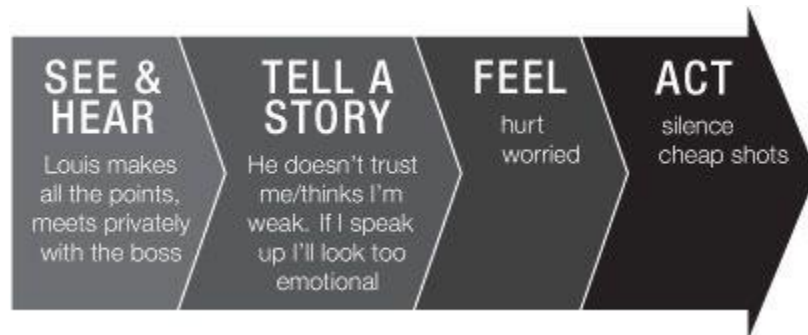 SEE &
HEAR
Louis makes
all the points,
meets privately
with the boss
TELL A
STORY
He doesn't trust
me/thinks I'm
weak. If I speak
up I'll look too
emotional
FEEL
hurt
worried
ACT
silence
cheap shots